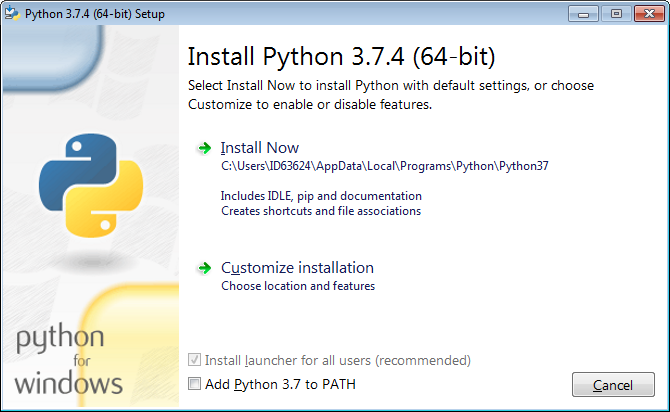 Python 3.7.4 (64-bit) Setup
Install Python 3.7.4 (64-bit)
Select Install Now to install Python with default settings, or choose
Customize to enable or disable features.
Install Now
C:\Users\ID63624\AppData\Local\Programs\Python\Python37
Includes IDLE, pip and documentation
Creates shortcuts and file associations
Customize installation
Choose location and features
python
for
windows
Install launcher for all users (recommended)
Add Python 3.7 to PATH
Cancel